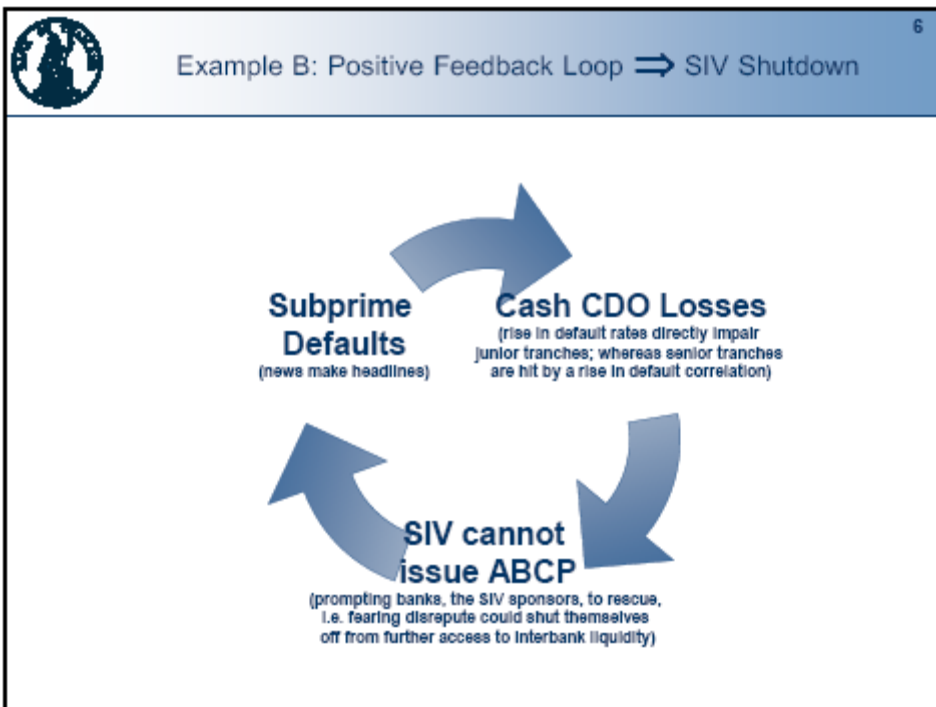 6
Example B: Positive Feedback Loop ⇒ SIV Shutdown
Subprime
Defaults
(news make headlines)
Cash CDO Losses
(rise in default rates directly impair
junior tranches; whereas senior tranches
are hit by a rise in default correlation)
SIV cannot
issue ABCP
(prompting banks, the SIV sponsors, to rescue,
i.e. fearing disrepute could shut themselves
off from further access to interbank liquidity)